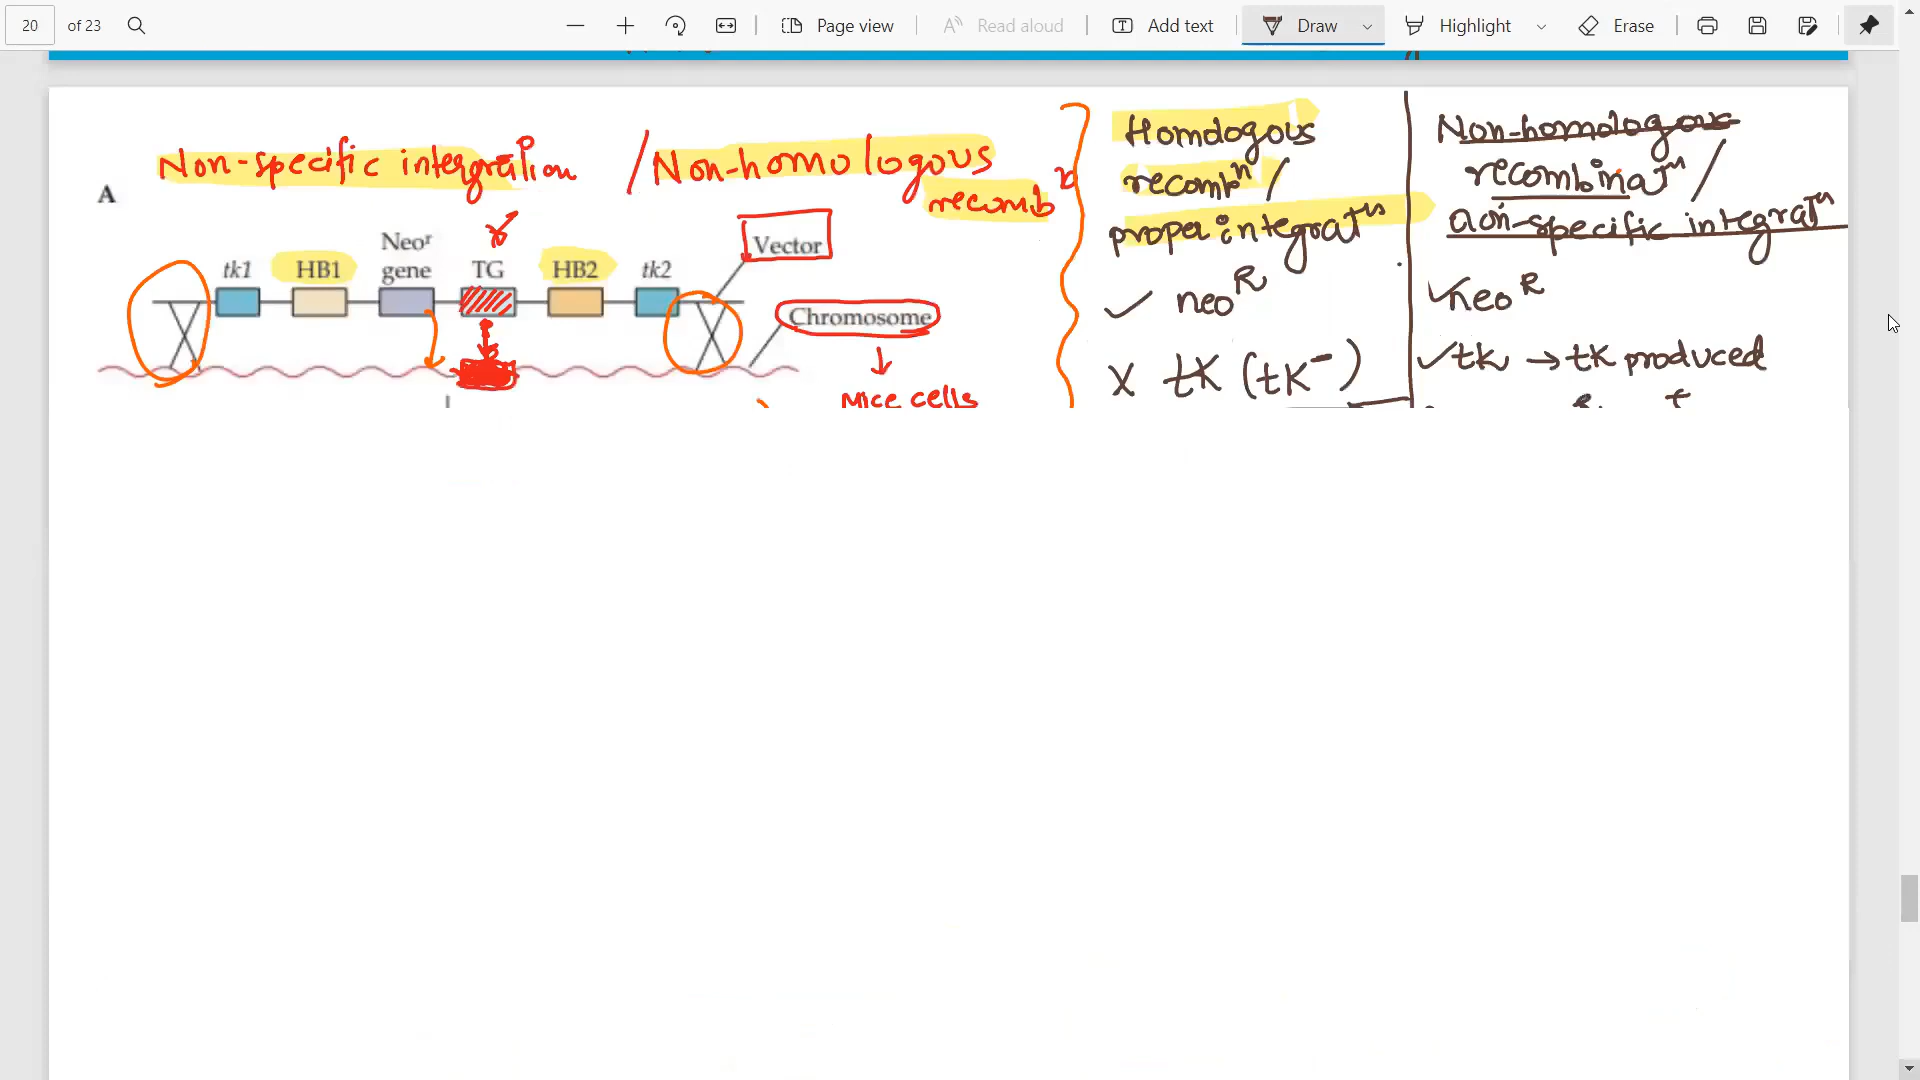 20 of 23 Page view Read aloud Add text Draw Highlight Erase
Non-specific intergration / Non-homologous
recomb
A
Neoʳ
tk1 HB1 gene TG HB2 tk2 Vector
Chromosome
Mice cells
Homologous
recombⁿ /
proper integratⁿ
✓ neoᴿ
X tK (tK⁻)
Non-homologous
recombinatⁿ /
non-specific integratⁿ
✓ neoᴿ
✓ tk → tK produced